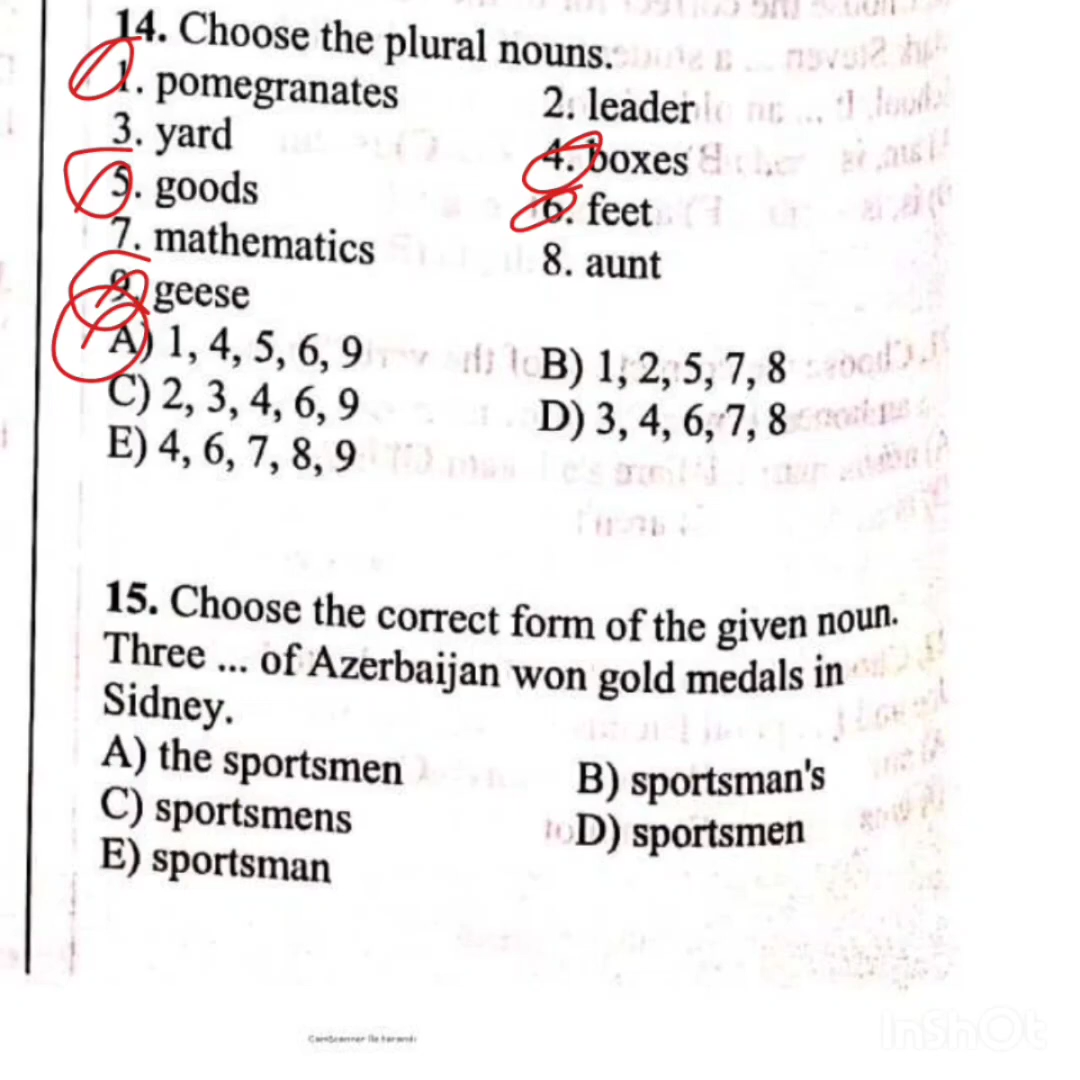 14. Choose the plural nouns.
1. pomegranates 2. leader
3. yard 4. boxes
5. goods 6. feet
7. mathematics 8. aunt
9. geese
A) 1, 4, 5, 6, 9 B) 1, 2, 5, 7, 8
C) 2, 3, 4, 6, 9 D) 3, 4, 6, 7, 8
E) 4, 6, 7, 8, 9
15. Choose the correct form of the given noun.
Three ... of Azerbaijan won gold medals in
Sidney.
A) the sportsmen B) sportsman's
C) sportsmens D) sportsmen
E) sportsman
CamScanner ile tarandı
InShOt